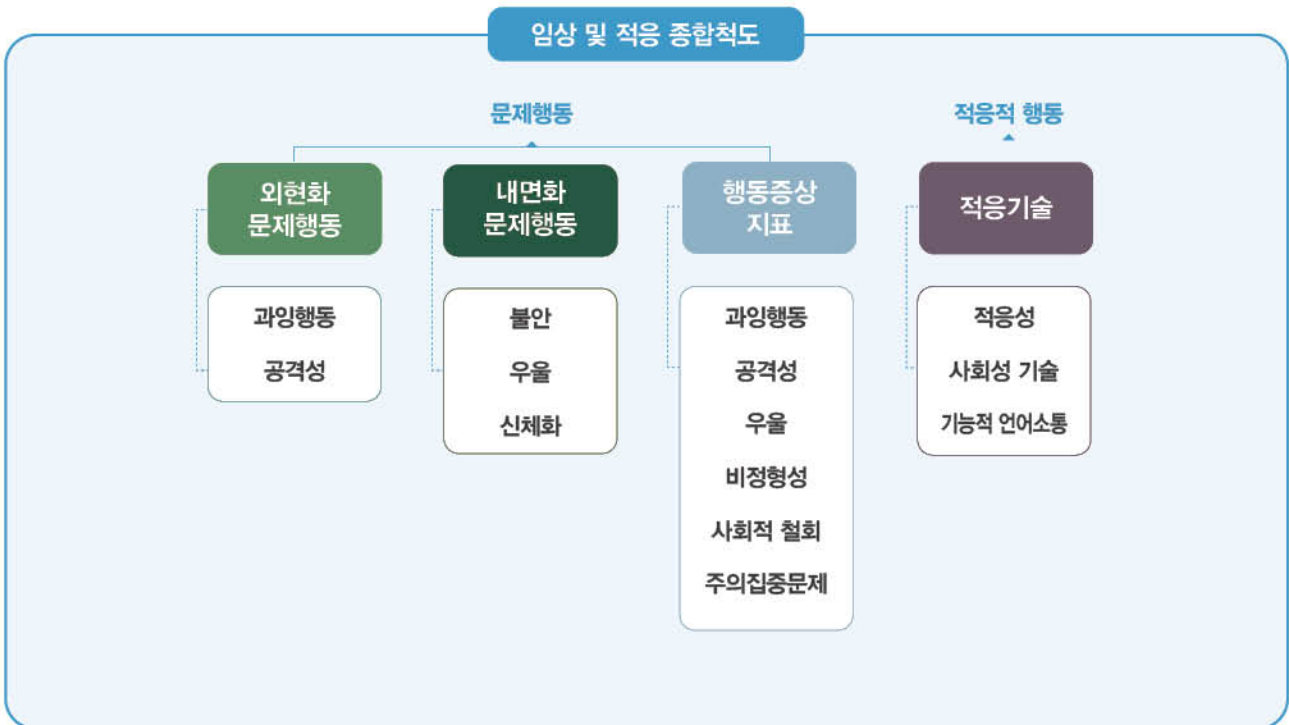 임상 및 적응 종합척도
문제행동
적응적 행동
외현화
문제행동
내면화
문제행동
행동증상
지표
적응기술
과잉행동
공격성
불안
우울
신체화
과잉행동
공격성
우울
비정형성
사회적 철회
주의집중문제
적응성
사회성 기술
기능적 언어소통